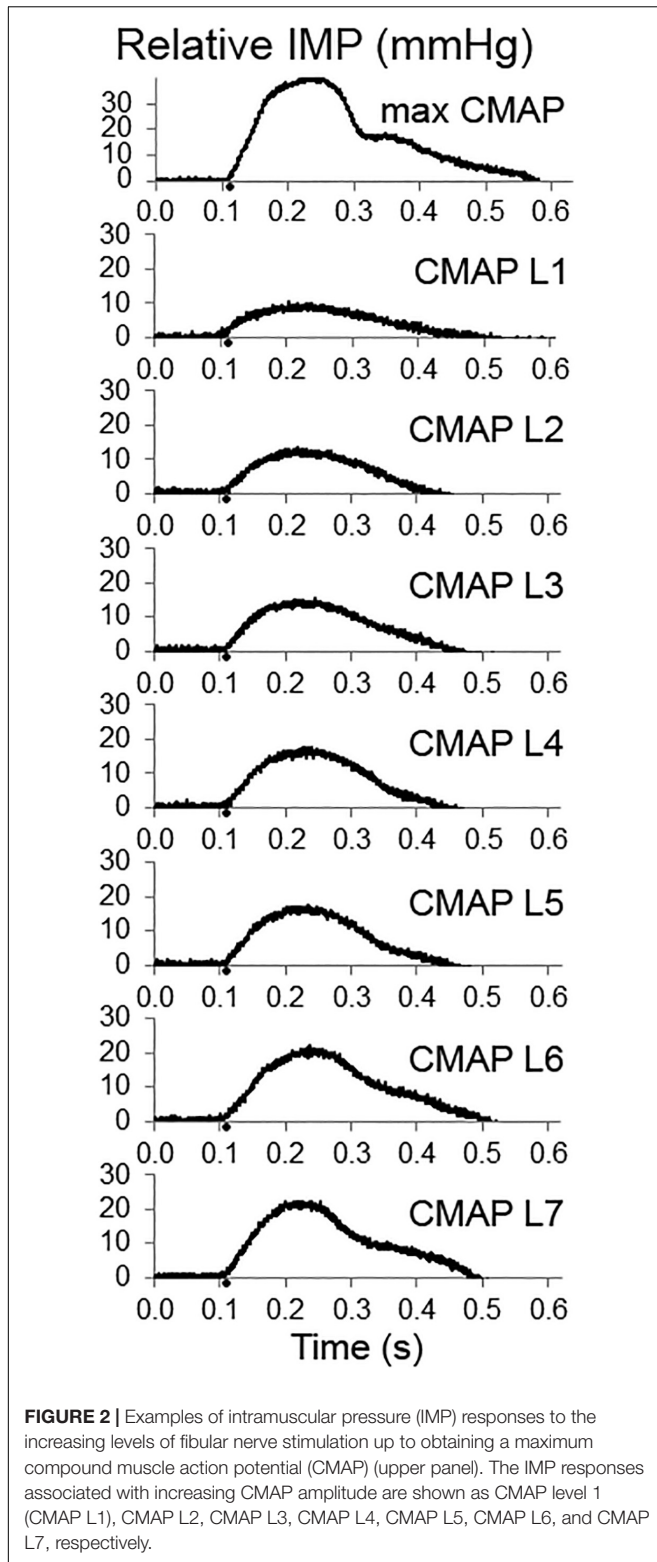 Relative IMP (mmHg)
max CMAP
30
20
10
0
0.0 0.1 0.2 0.3 0.4 0.5 0.6
CMAP L1
30
20
10
0
0.0 0.1 0.2 0.3 0.4 0.5 0.6
CMAP L2
30
20
10
0
0.0 0.1 0.2 0.3 0.4 0.5 0.6
CMAP L3
30
20
10
0
0.0 0.1 0.2 0.3 0.4 0.5 0.6
CMAP L4
30
20
10
0
0.0 0.1 0.2 0.3 0.4 0.5 0.6
CMAP L5
30
20
10
0
0.0 0.1 0.2 0.3 0.4 0.5 0.6
CMAP L6
30
20
10
0
0.0 0.1 0.2 0.3 0.4 0.5 0.6
CMAP L7
30
20
10
0
0.0 0.1 0.2 0.3 0.4 0.5 0.6
Time (s)
FIGURE 2 | Examples of intramuscular pressure (IMP) responses to the
increasing levels of fibular nerve stimulation up to obtaining a maximum
compound muscle action potential (CMAP) (upper panel). The IMP responses
associated with increasing CMAP amplitude are shown as CMAP level 1
(CMAP L1), CMAP L2, CMAP L3, CMAP L4, CMAP L5, CMAP L6, and CMAP
L7, respectively.